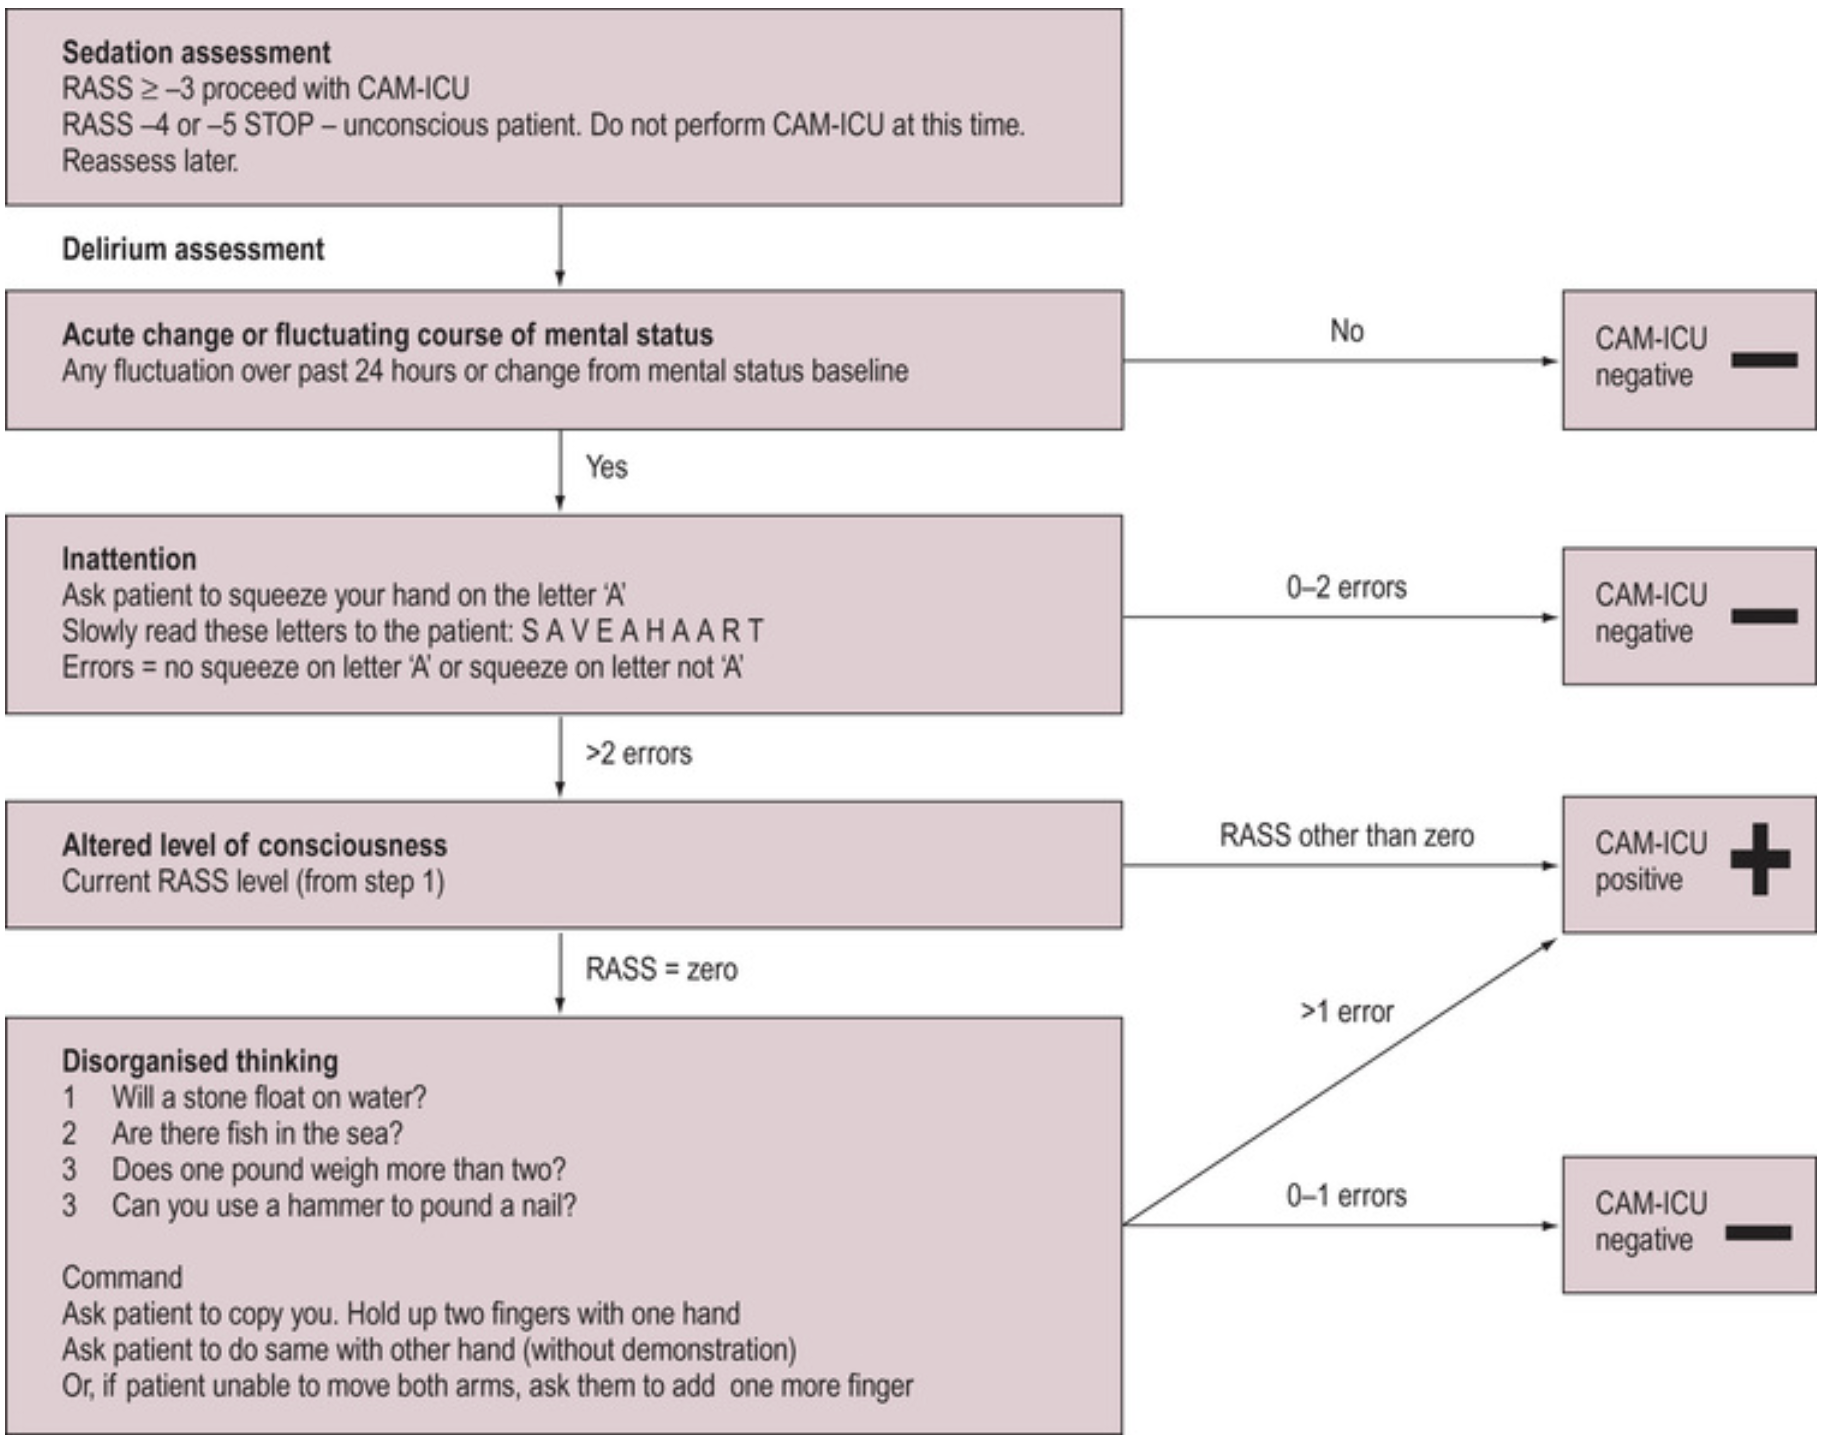 Sedation assessment
RASS ≥ –3 proceed with CAM-ICU
RASS –4 or –5 STOP – unconscious patient. Do not perform CAM-ICU at this time.
Reassess later.
Delirium assessment
Acute change or fluctuating course of mental status
Any fluctuation over past 24 hours or change from mental status baseline
No
CAM-ICU
negative
Yes
Inattention
Ask patient to squeeze your hand on the letter ‘A’
Slowly read these letters to the patient: S A V E A H A A R T
Errors = no squeeze on letter ‘A’ or squeeze on letter not ‘A’
0–2 errors
CAM-ICU
negative
>2 errors
Altered level of consciousness
Current RASS level (from step 1)
RASS other than zero
CAM-ICU
positive
RASS = zero
Disorganised thinking
1 Will a stone float on water?
2 Are there fish in the sea?
3 Does one pound weigh more than two?
3 Can you use a hammer to pound a nail?
Command
Ask patient to copy you. Hold up two fingers with one hand
Ask patient to do same with other hand (without demonstration)
Or, if patient unable to move both arms, ask them to add one more finger
>1 error
0–1 errors
CAM-ICU
negative